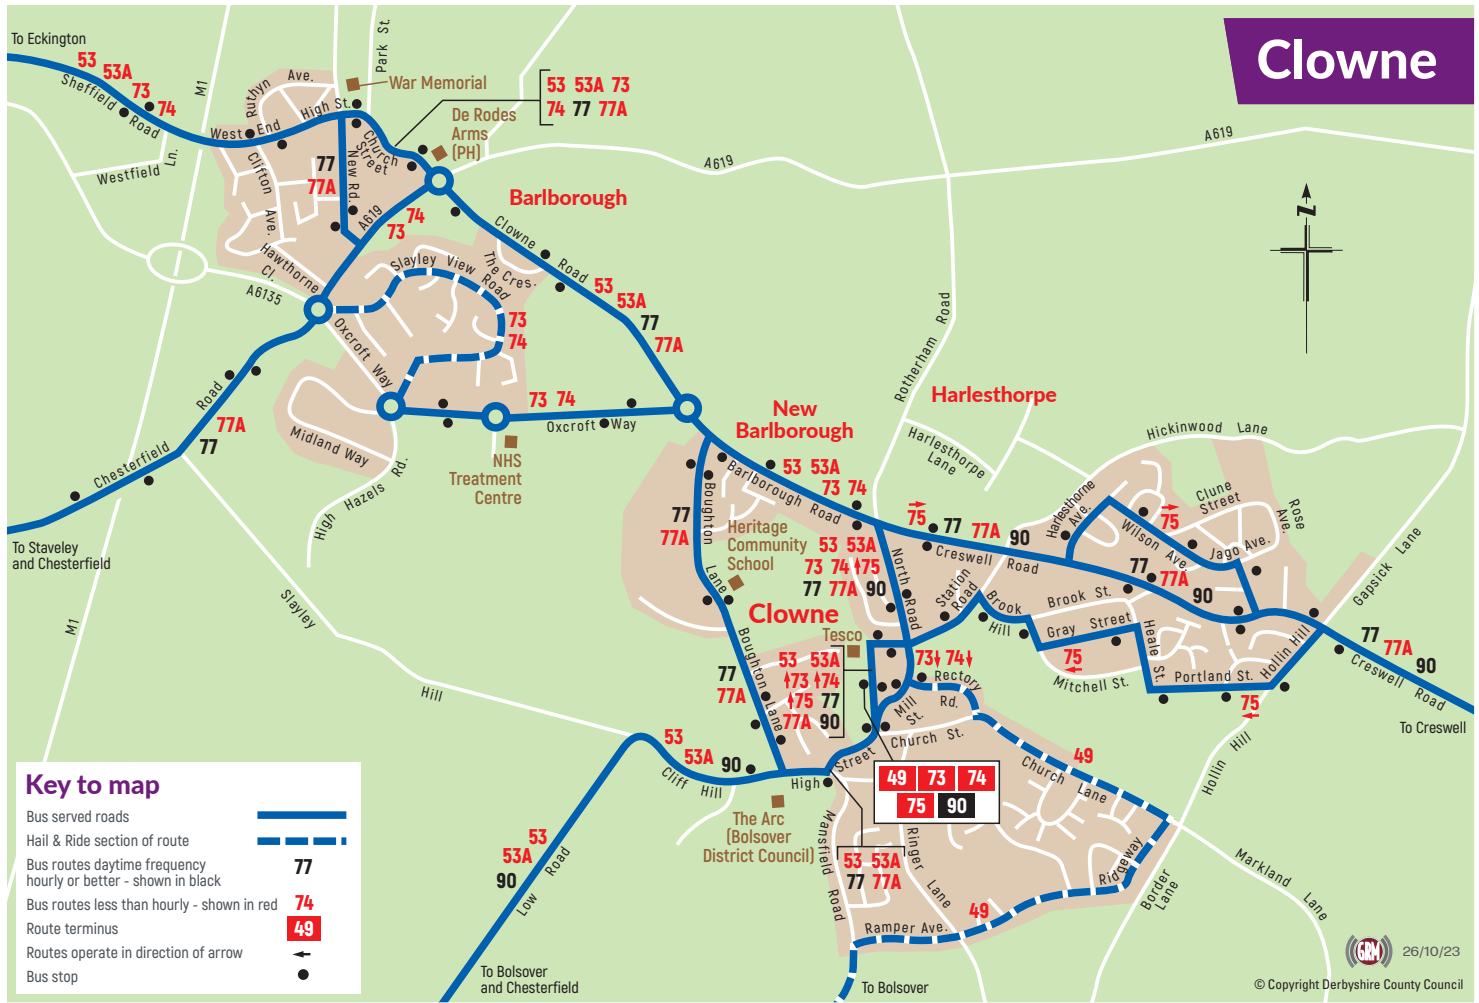 Clowne
To Eckington
53
53A
73
74
Sheffield
Road
M1
Westfield
Ln.
Ruthyn
Ave.
West End
High St.
Park St.
War Memorial
De Rodes
Arms
(PH)
53 53A 73
74 77 77A
Church
Street
Clifton
Ave.
77
77A
New Rd.
A619
74
73
Barlborough
A619
A619
Hawthorne
Cl.
A6135
Slayley View
Road
The Cres.
Clowne
Road
53
53A
77
77A
73
74
Oxcroft Way
73 74
Oxcroft Way
Chesterfield
Road
77A
77
Midland Way
High Hazels Rd.
NHS
Treatment
Centre
To Staveley
and Chesterfield
M1
Slayley
Hill
New
Barlborough
53 53A
73 74
Barlborough Road
Rotherham Road
Harlesthorpe
Harlesthorpe
Lane
Hickinwood Lane
77
77A
Boughton
Lane
Heritage
Community
School
53 53A
73 74 75
77 77A 90
North Road
75
77
77A
90
Creswell Road
Harlesthorne
Ave.
75
Wilson Ave.
Clune
Street
Jago Ave.
Rose
Ave.
Gapsick Lane
Clowne
Tesco
Station
Road
Brook
Hill
Brook St.
77
77A
90
Gray Street
75
Mitchell St.
Heale
St.
Portland St.
75
Hollin Hill
77
77A
90
Creswell Road
To Creswell
Boughton Lane
77
77A
53 53A
73 74
75 77
77A 90
73 74
Rectory
Rd.
Mill
St.
Church St.
49
Church
Lane
Hollin Hill
53
53A
90
Cliff
Hill
High
Street
49 73 74
75 90
The Arc
(Bolsover
District Council)
Mansfield
Road
53 53A
77 77A
Ringer
Lane
Ridgeway
Border
Lane
Markland Lane
49
Ramper Ave.
53
53A
90
Low Road
To Bolsover
and Chesterfield
To Bolsover
Key to map
Bus served roads
Hail & Ride section of route
Bus routes daytime frequency
hourly or better - shown in black
77
Bus routes less than hourly - shown in red
74
Route terminus
49
Routes operate in direction of arrow
Bus stop
Z
GRM
26/10/23
© Copyright Derbyshire County Council